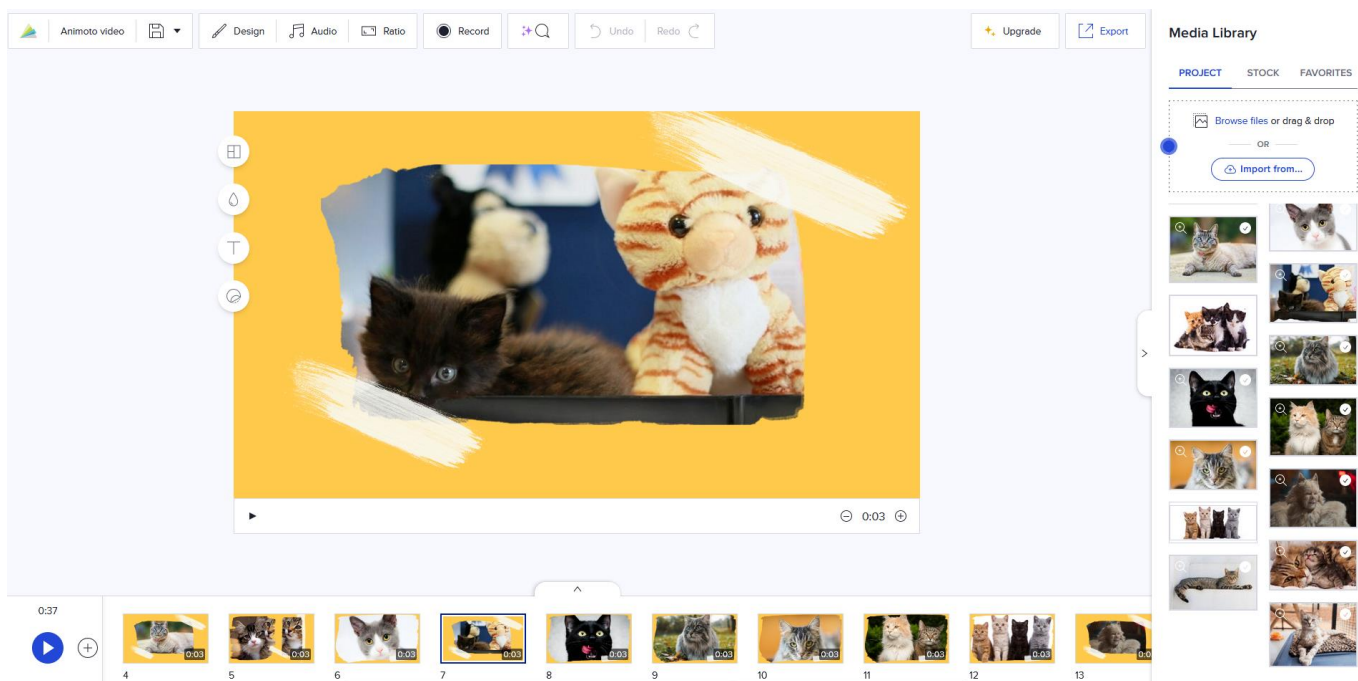 Animoto video
Design
Audio
Ratio
Record
Undo
Redo
Upgrade
Export
Media Library
PROJECT
STOCK
FAVORITES
Browse files or drag & drop
OR
Import from...
0:03
0:37
0:03
0:03
0:03
0:03
0:03
0:03
0:03
0:03
0:03
4
5
6
7
8
9
10
11
12
13